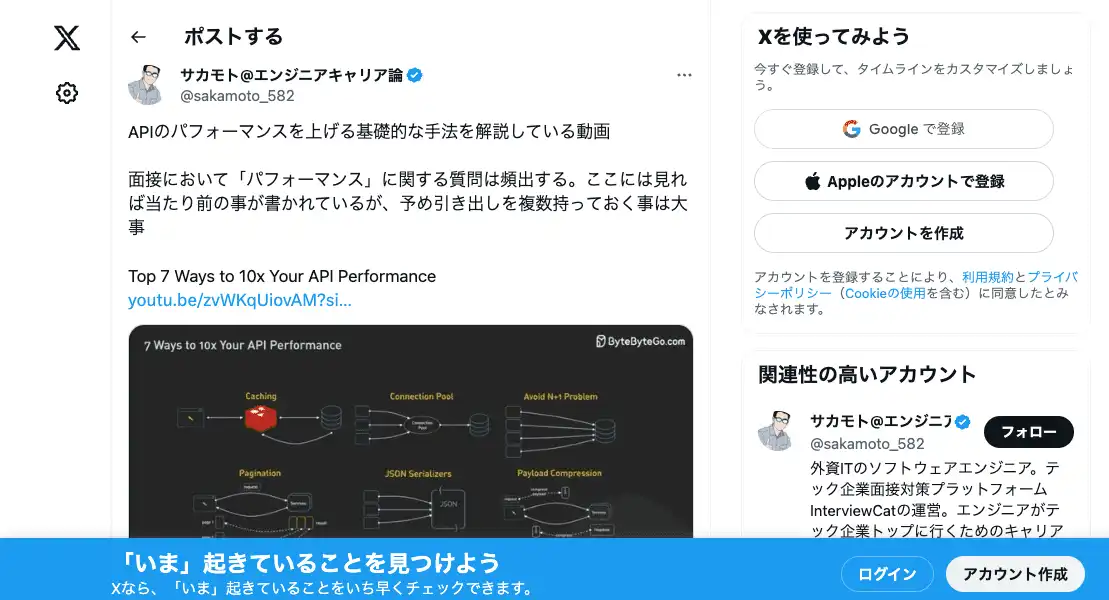 ポストする
サカモト@エンジニアキャリア論
@sakamoto_582
APIのパフォーマンスを上げる基礎的な手法を解説している動画
面接において「パフォーマンス」に関する質問は頻出する。ここには見れ
ば当たり前の事が書かれているが、予め引き出しを複数持っておく事は大
事
Top 7 Ways to 10x Your API Performance
youtu.be/zvWKqUiovAM?si...
7 Ways to 10x Your API Performance
ByteByteGo.com
Caching
Connection Pool
Avoid N+1 Problem
Connection
Pool
Pagination
JSON Serializers
Payload Compression
JSON
Xを使ってみよう
今すぐ登録して、タイムラインをカスタマイズしましょ
う。
Google で登録
Appleのアカウントで登録
アカウントを作成
アカウントを登録することにより、利用規約とプライバ
シーポリシー（Cookieの使用を含む）に同意したとみ
なされます。
関連性の高いアカウント
サカモト@エンジニア
@sakamoto_582
フォロー
外資ITのソフトウェアエンジニア。テ
ック企業面接対策プラットフォーム
InterviewCatの運営。エンジニアがテ
ック企業トップに行くためのキャリア
「いま」起きていることを見つけよう
Xなら、「いま」起きていることをいち早くチェックできます。
ログイン
アカウント作成